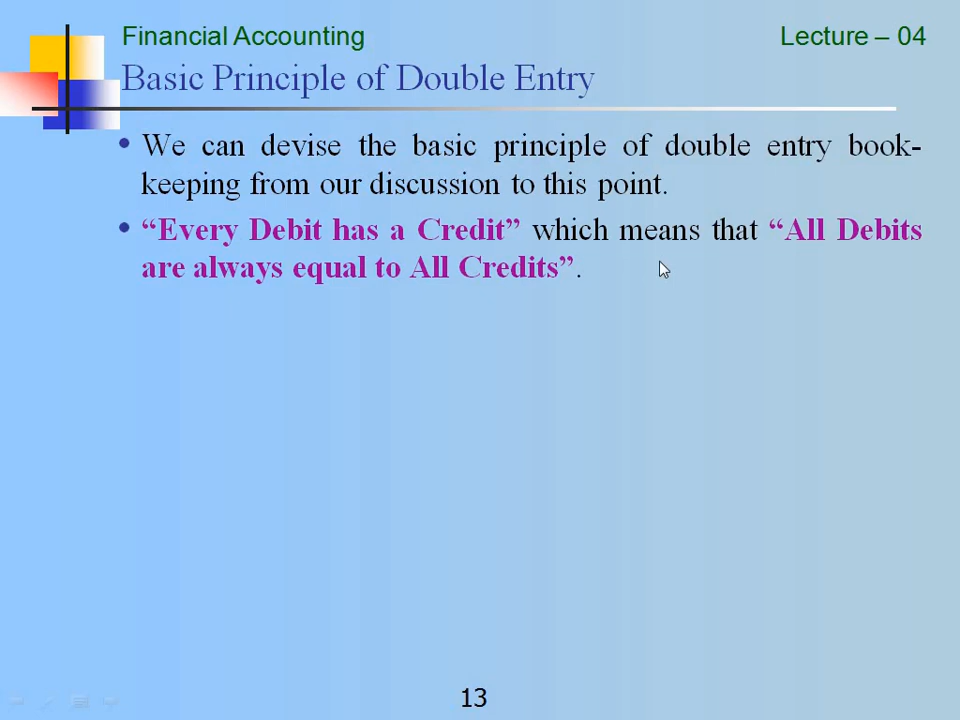 Financial Accounting
Lecture – 04
Basic Principle of Double Entry
• We can devise the basic principle of double entry book-
keeping from our discussion to this point.
• “Every Debit has a Credit” which means that “All Debits
are always equal to All Credits”.
13